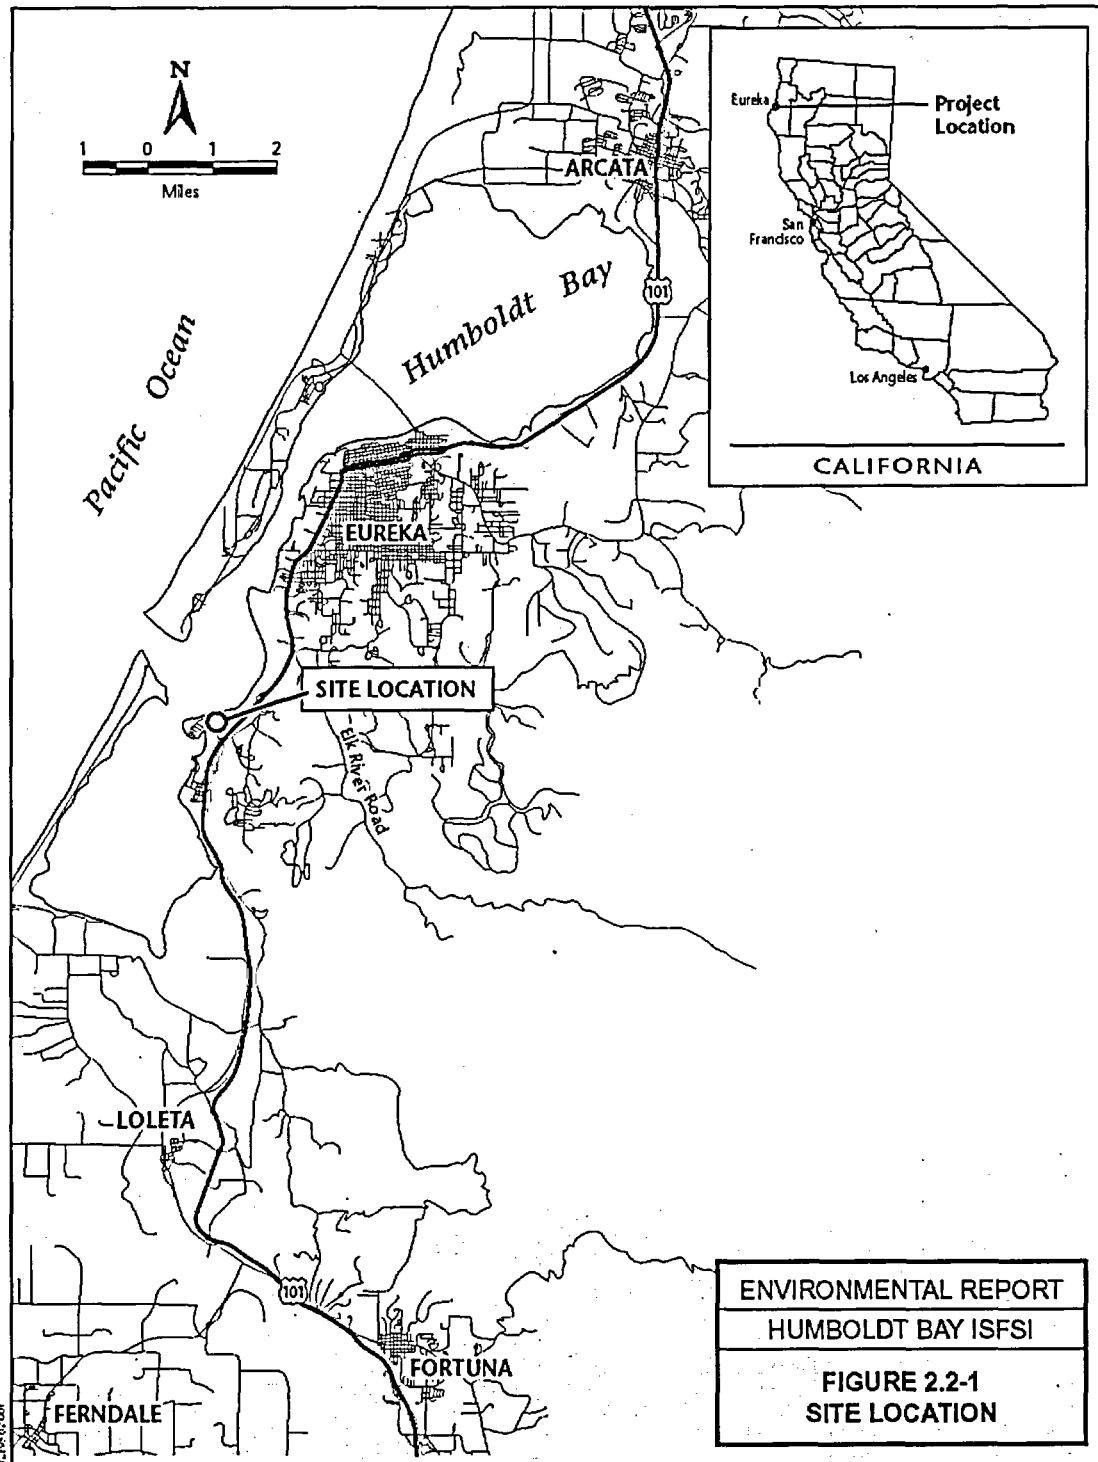 N
1 0 1 2
Miles
ARCATA
Eureka
Project
Location
San
Francisco
Los Angeles
CALIFORNIA
101
Humboldt Bay
Pacific Ocean
EUREKA
SITE LOCATION
Elk River Road
LOLETA
101
FORTUNA
FERNDALE
ENVIRONMENTAL REPORT
HUMBOLDT BAY ISFSI
FIGURE 2.2-1
SITE LOCATION